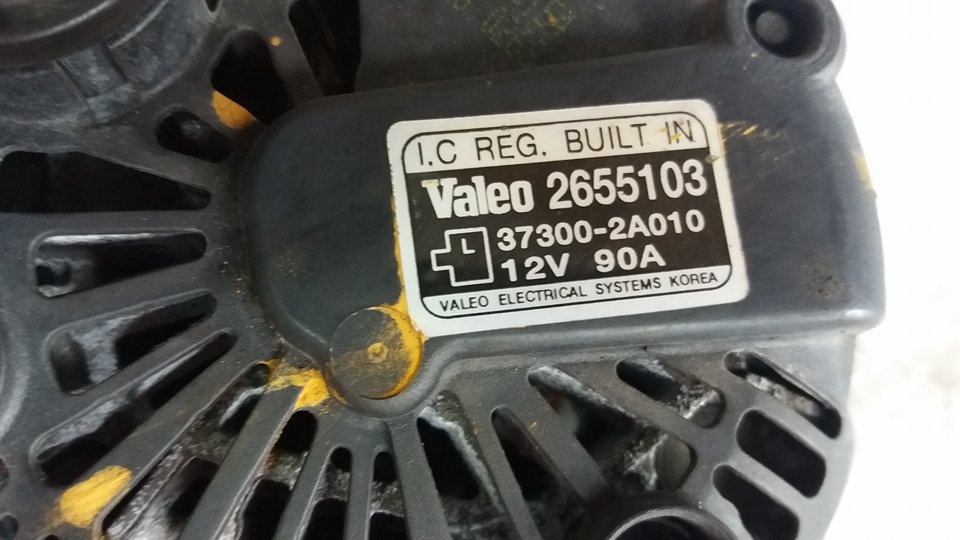 I.C REG. BUILT IN
Valeo 2655103
L 37300-2A010
12V 90A
VALEO ELECTRICAL SYSTEMS KOREA